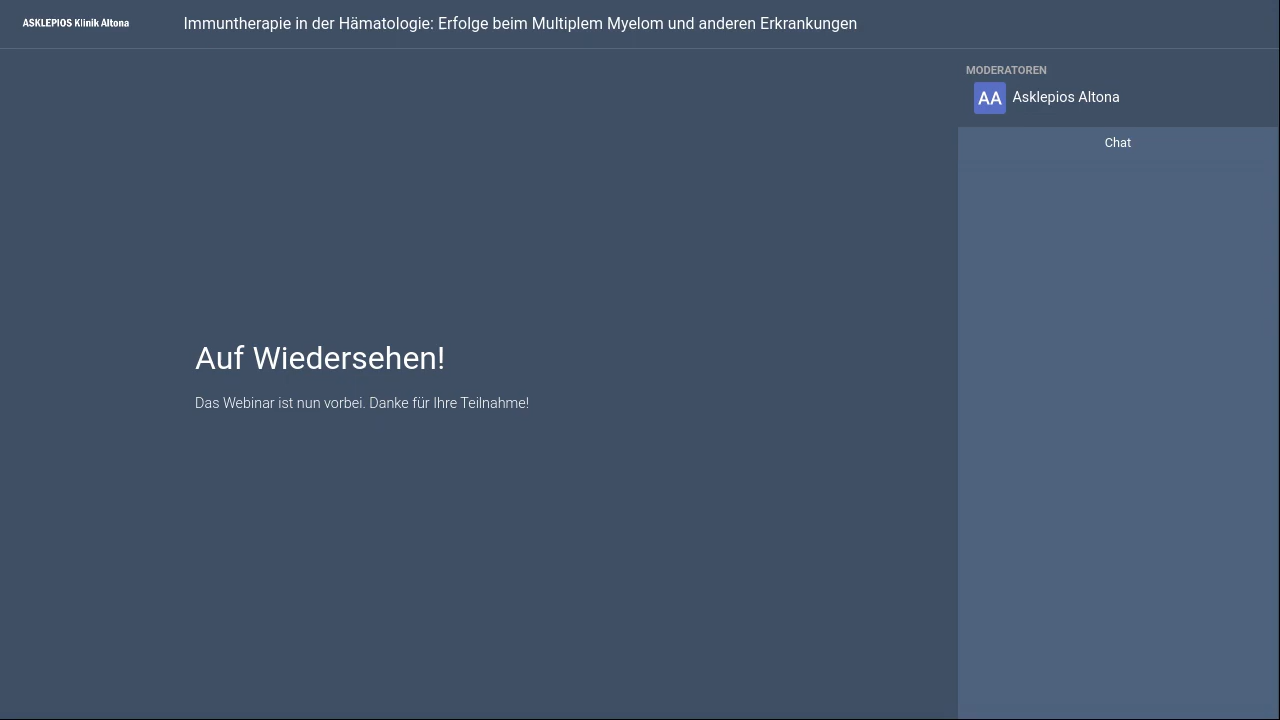 ASKLEPIOS Klinik Altona
Immuntherapie in der Hämatologie: Erfolge beim Multiplem Myelom und anderen Erkrankungen
MODERATOREN
AA Asklepios Altona
Chat
Auf Wiedersehen!
Das Webinar ist nun vorbei. Danke für Ihre Teilnahme!